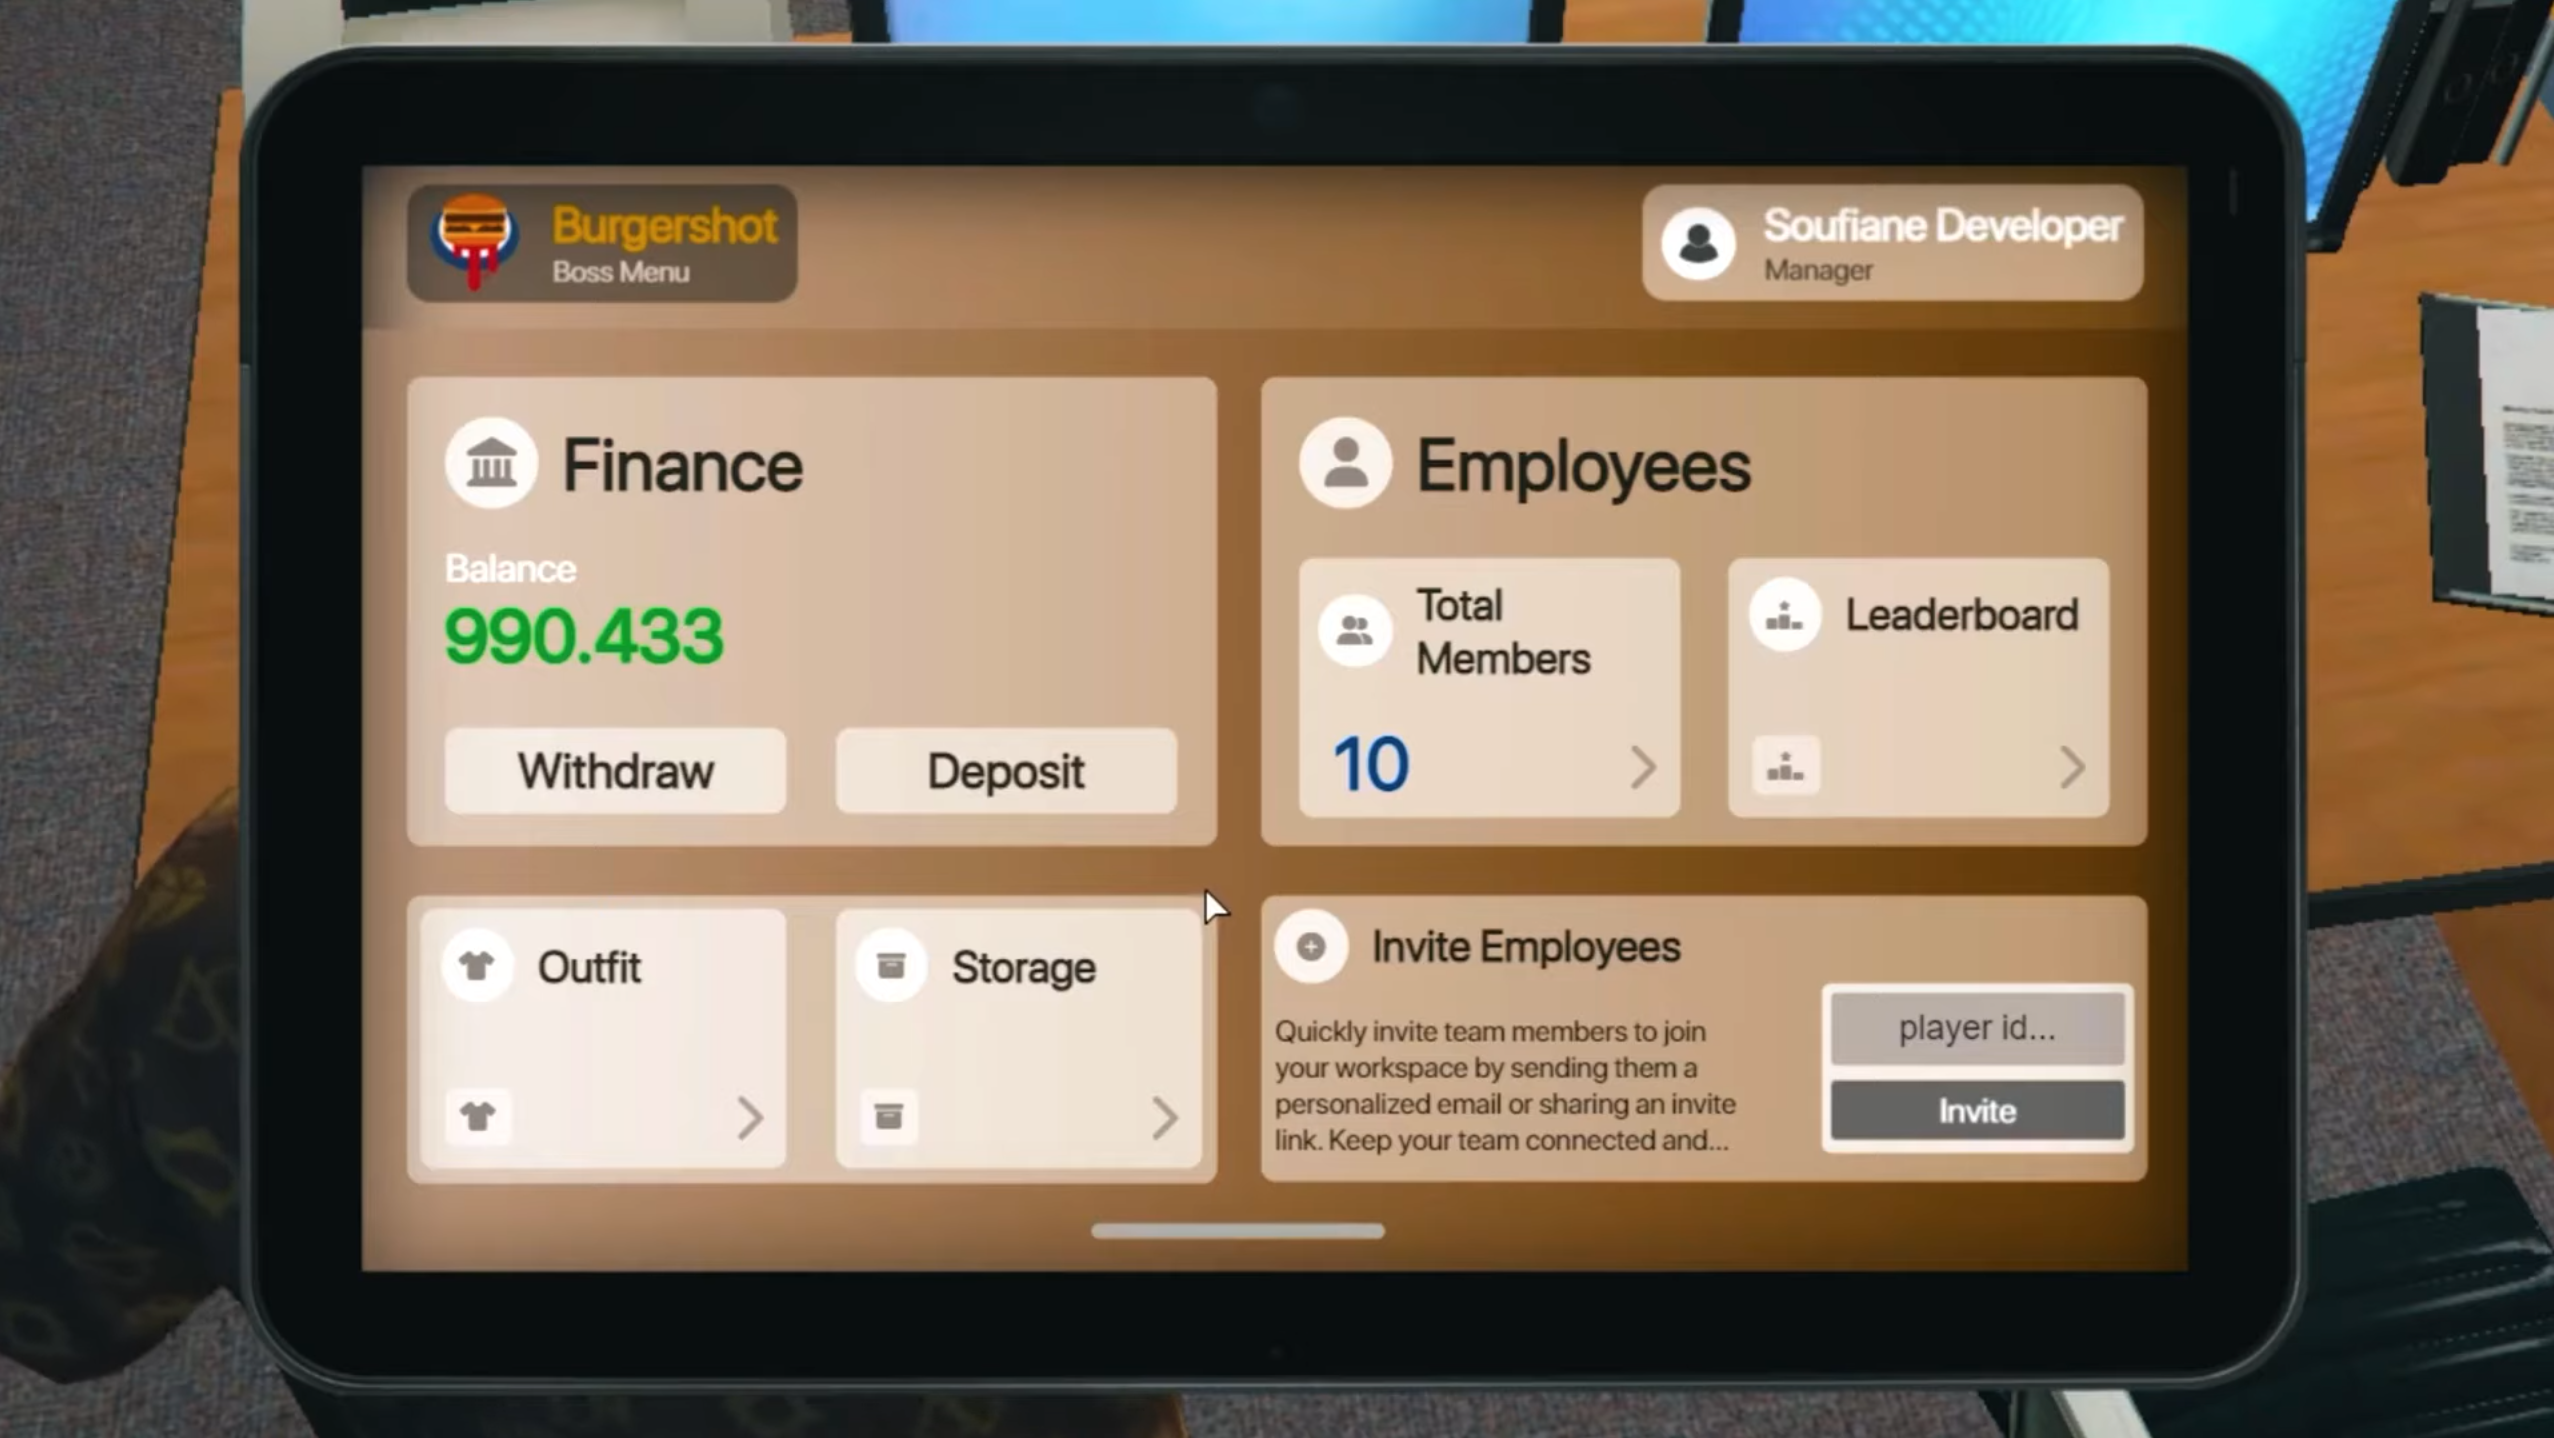 Burgershot
Boss Menu
Soufiane Developer
Manager
Finance
Balance
990.433
Withdraw
Deposit
Employees
Total
Members
10
Leaderboard
Outfit
Storage
Invite Employees
Quickly invite team members to join
your workspace by sending them a
personalized email or sharing an invite
link. Keep your team connected and...
player id...
Invite